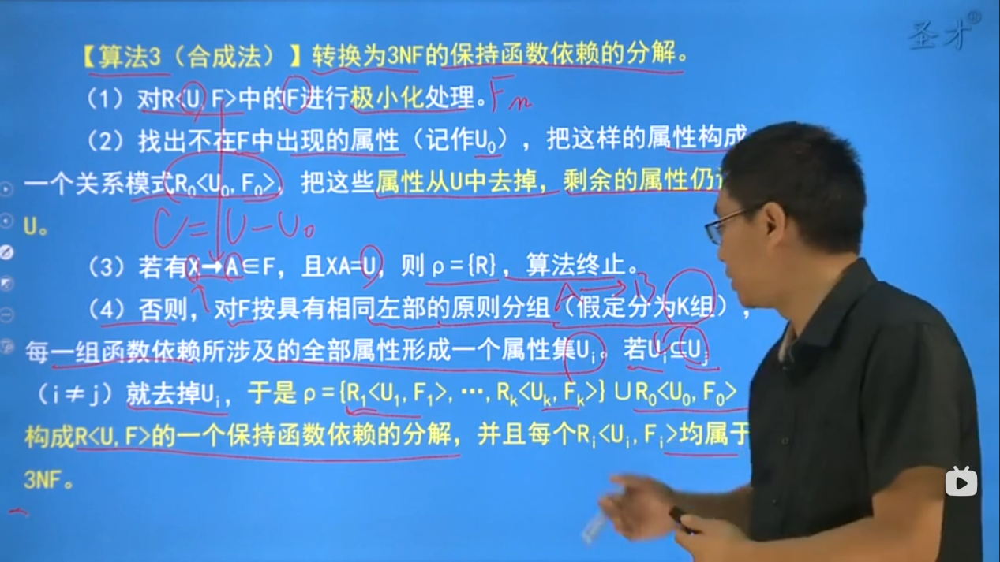 圣才®
【算法3（合成法）】转换为3NF的保持函数依赖的分解。
（1）对R<U,F>中的F进行极小化处理。Fm
（2）找出不在F中出现的属性（记作U₀），把这样的属性构成
一个关系模式R₀<U₀,F₀>，把这些属性从U中去掉，剩余的属性仍
U。
U=U-U₀
（3）若有X→A∈F，且XA=U，则ρ={R}，算法终止。
A→B
（4）否则，对F按具有相同左部的原则分组（假定分为K组），
每一组函数依赖所涉及的全部属性形成一个属性集Uᵢ。若Uᵢ⊆Uⱼ
（i≠j）就去掉Uᵢ，于是ρ={R₁<U₁,F₁>,…,Rₖ<Uₖ,Fₖ>}∪R₀<U₀,F₀>
构成R<U,F>的一个保持函数依赖的分解，并且每个Rᵢ<Uᵢ,Fᵢ>均属于
3NF。